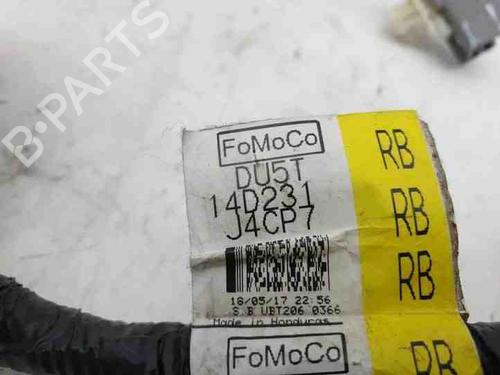 B-PARTS
FoMoCo
DU5T
14D231
J4CP7
RB
RB
RB
18/05/17 22:56
S.B UBT206 0366
Made in Honduras
FoMoCo
RB